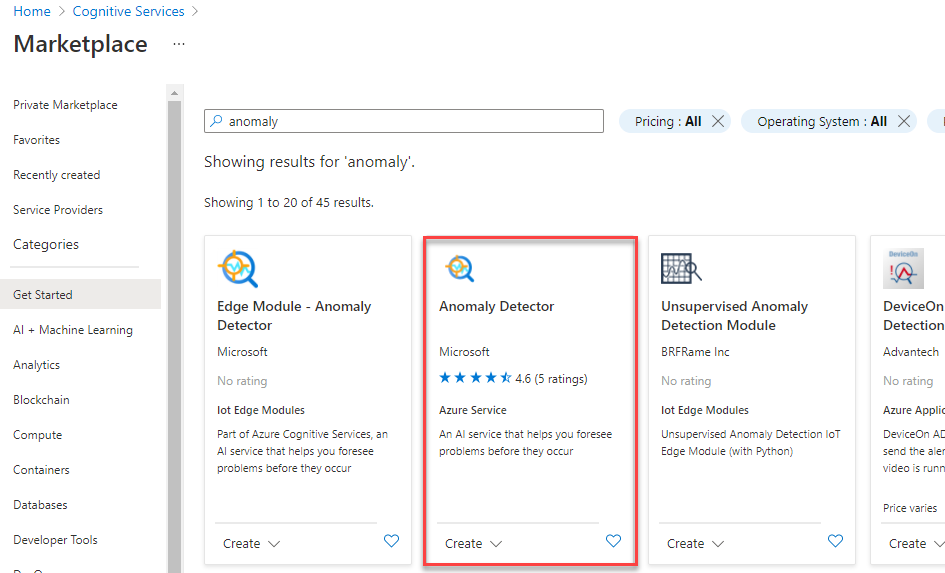 Home > Cognitive Services >
Marketplace ...
Private Marketplace
Favorites
Recently created
Service Providers
Categories
Get Started
AI + Machine Learning
Analytics
Blockchain
Compute
Containers
Databases
Developer Tools
anomaly
Pricing : All
Operating System : All
Showing results for 'anomaly'.
Showing 1 to 20 of 45 results.
Edge Module - Anomaly
Detector
Microsoft
No rating
Iot Edge Modules
Part of Azure Cognitive Services, an
AI service that helps you foresee
problems before they occur
Create
Anomaly Detector
Microsoft
4.6 (5 ratings)
Azure Service
An AI service that helps you foresee
problems before they occur
Create
Unsupervised Anomaly
Detection Module
BRFRame Inc
No rating
Iot Edge Modules
Unsupervised Anomaly Detection IoT
Edge Module (with Python)
Create
DeviceOn
DeviceOn
Detection
Advantech
No rating
Azure Applic
DeviceOn AD
send the aler
video is runn
Price varies
Create